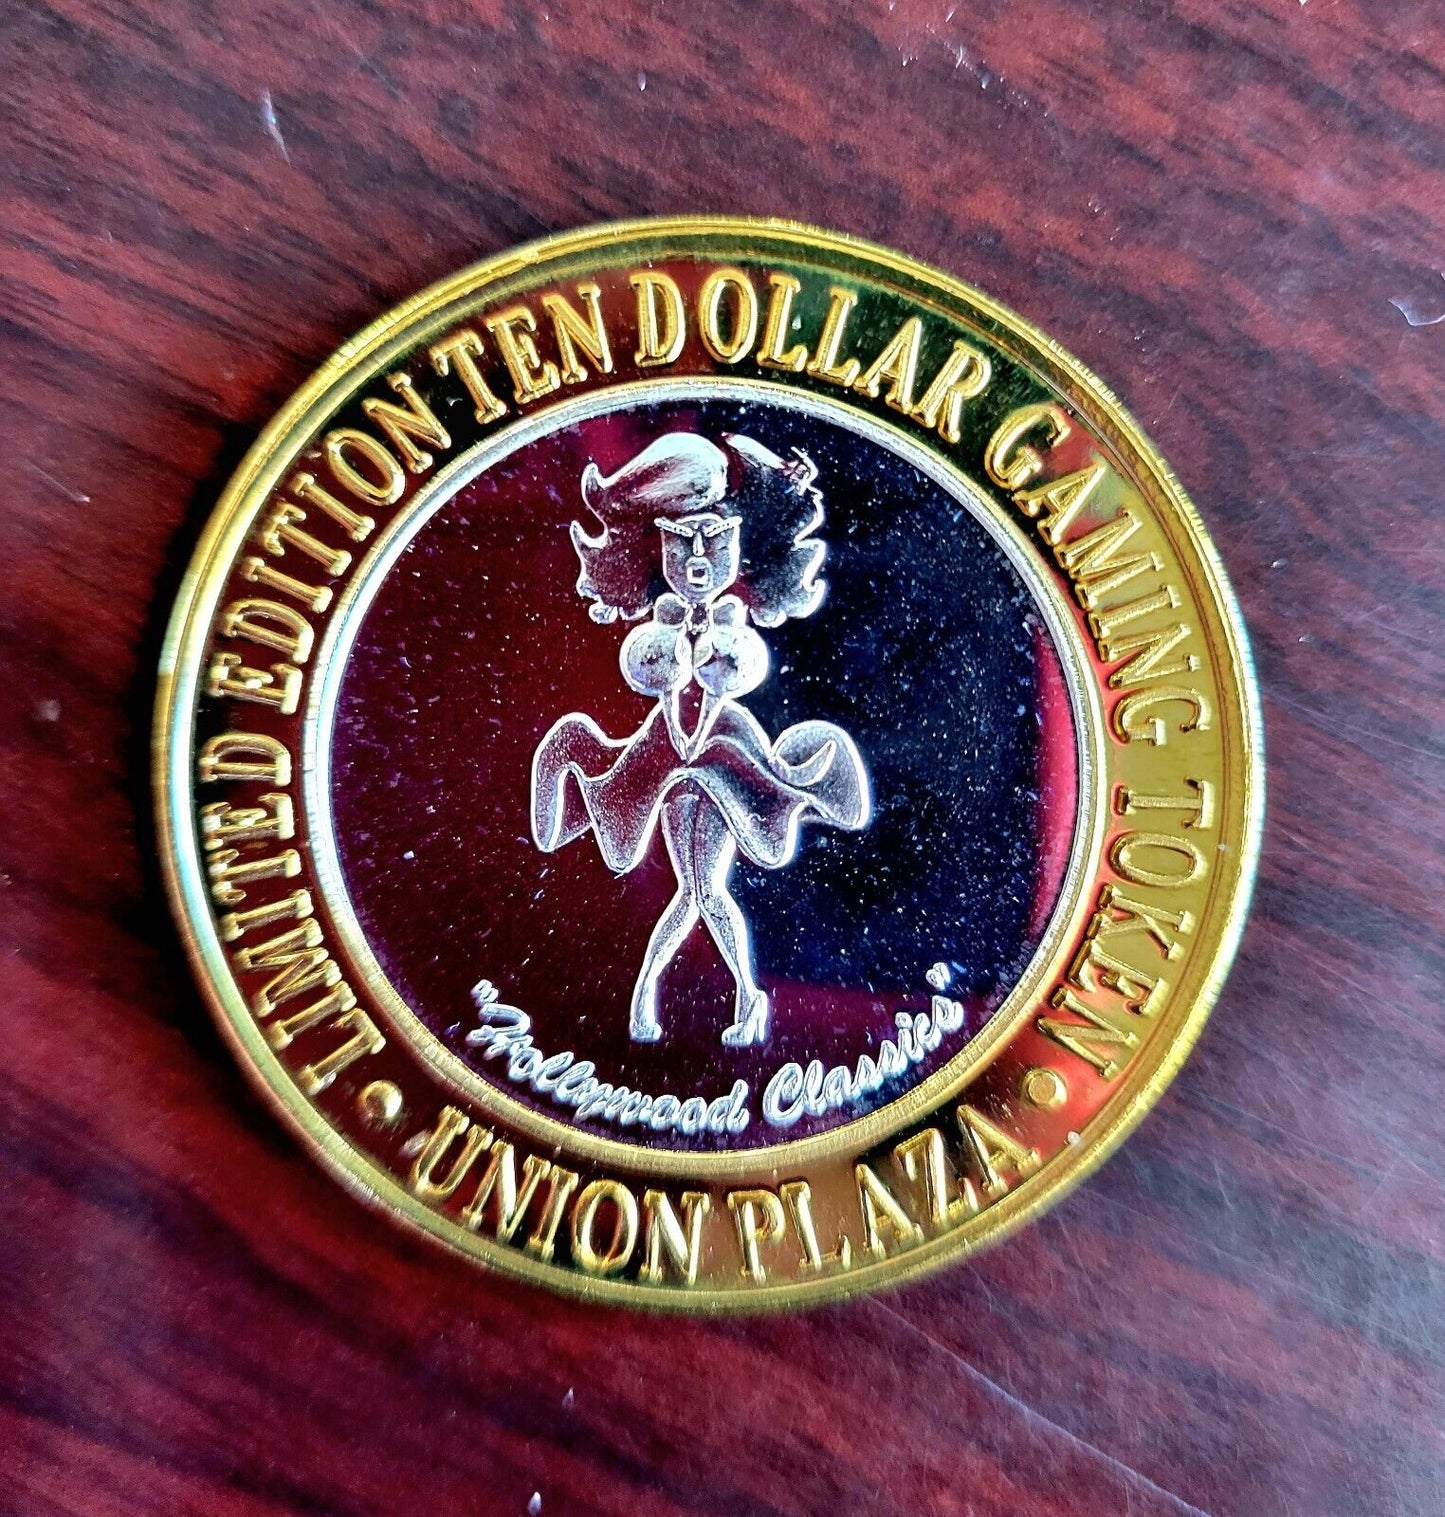 LIMITED EDITION TEN DOLLAR GAMING TOKEN
"Hollywood Classics"
• UNION PLAZA •